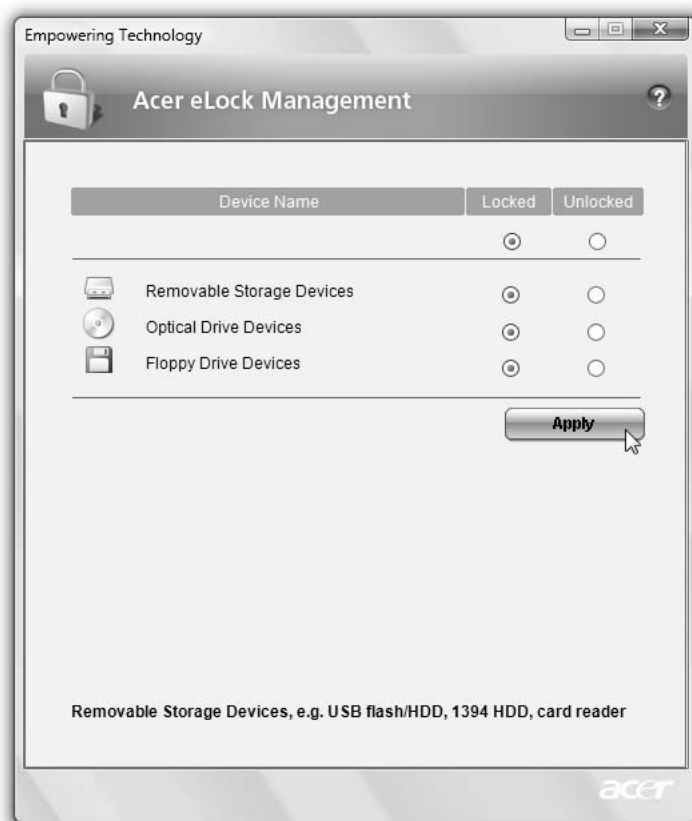 Empowering Technology
Acer eLock Management
?
Device Name Locked Unlocked
Removable Storage Devices
Optical Drive Devices
Floppy Drive Devices
Apply
Removable Storage Devices, e.g. USB flash/HDD, 1394 HDD, card reader
acer